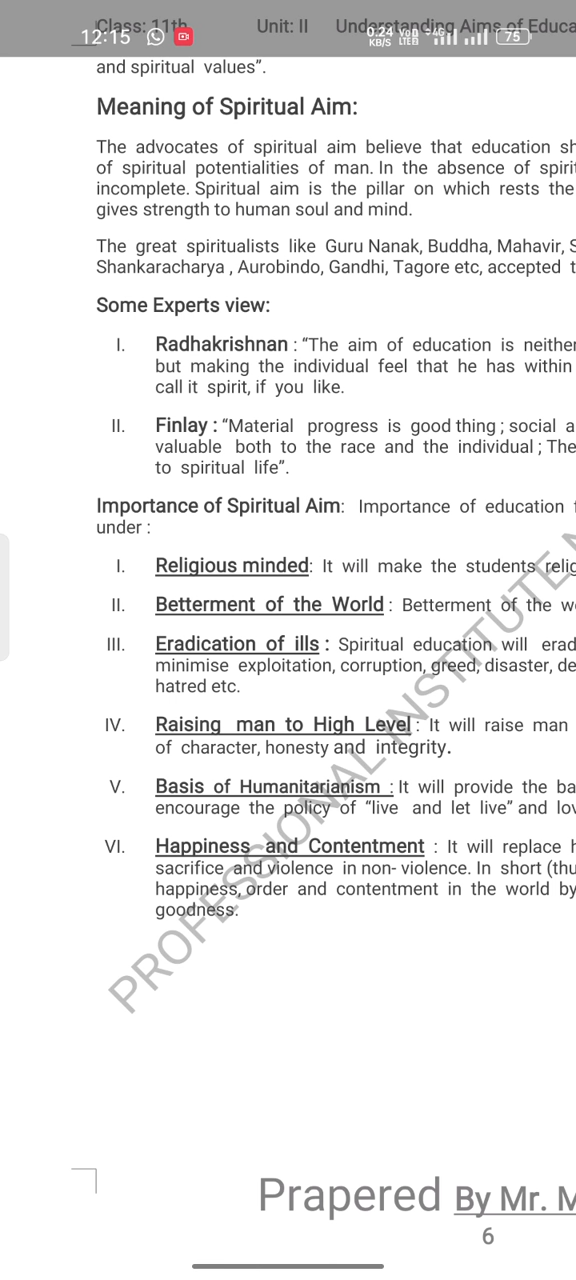 Class: 11th Unit: II Understanding Aims of Educa
12:15 0.24 KB/S VoD LTE 4G 75
and spiritual values”.
Meaning of Spiritual Aim:
The advocates of spiritual aim believe that education sh
of spiritual potentialities of man. In the absence of spirit
incomplete. Spiritual aim is the pillar on which rests the
gives strength to human soul and mind.
The great spiritualists like Guru Nanak, Buddha, Mahavir, S
Shankaracharya , Aurobindo, Gandhi, Tagore etc, accepted t
Some Experts view:
I. Radhakrishnan : “The aim of education is neither
but making the individual feel that he has within
call it spirit, if you like.
II. Finlay : “Material progress is good thing ; social a
valuable both to the race and the individual ; The
to spiritual life”.
Importance of Spiritual Aim: Importance of education f
under :
I. Religious minded: It will make the students relig
II. Betterment of the World : Betterment of the wo
III. Eradication of ills : Spiritual education will erad
minimise exploitation, corruption, greed, disaster, de
hatred etc.
IV. Raising man to High Level : It will raise man
of character, honesty and integrity.
V. Basis of Humanitarianism : It will provide the ba
encourage the policy of “live and let live” and lov
VI. Happiness and Contentment : It will replace h
sacrifice and violence in non- violence. In short (thu
happiness, order and contentment in the world by
goodness.
PROFESSIONAL INSTITUTE
Prapered By Mr. M
6